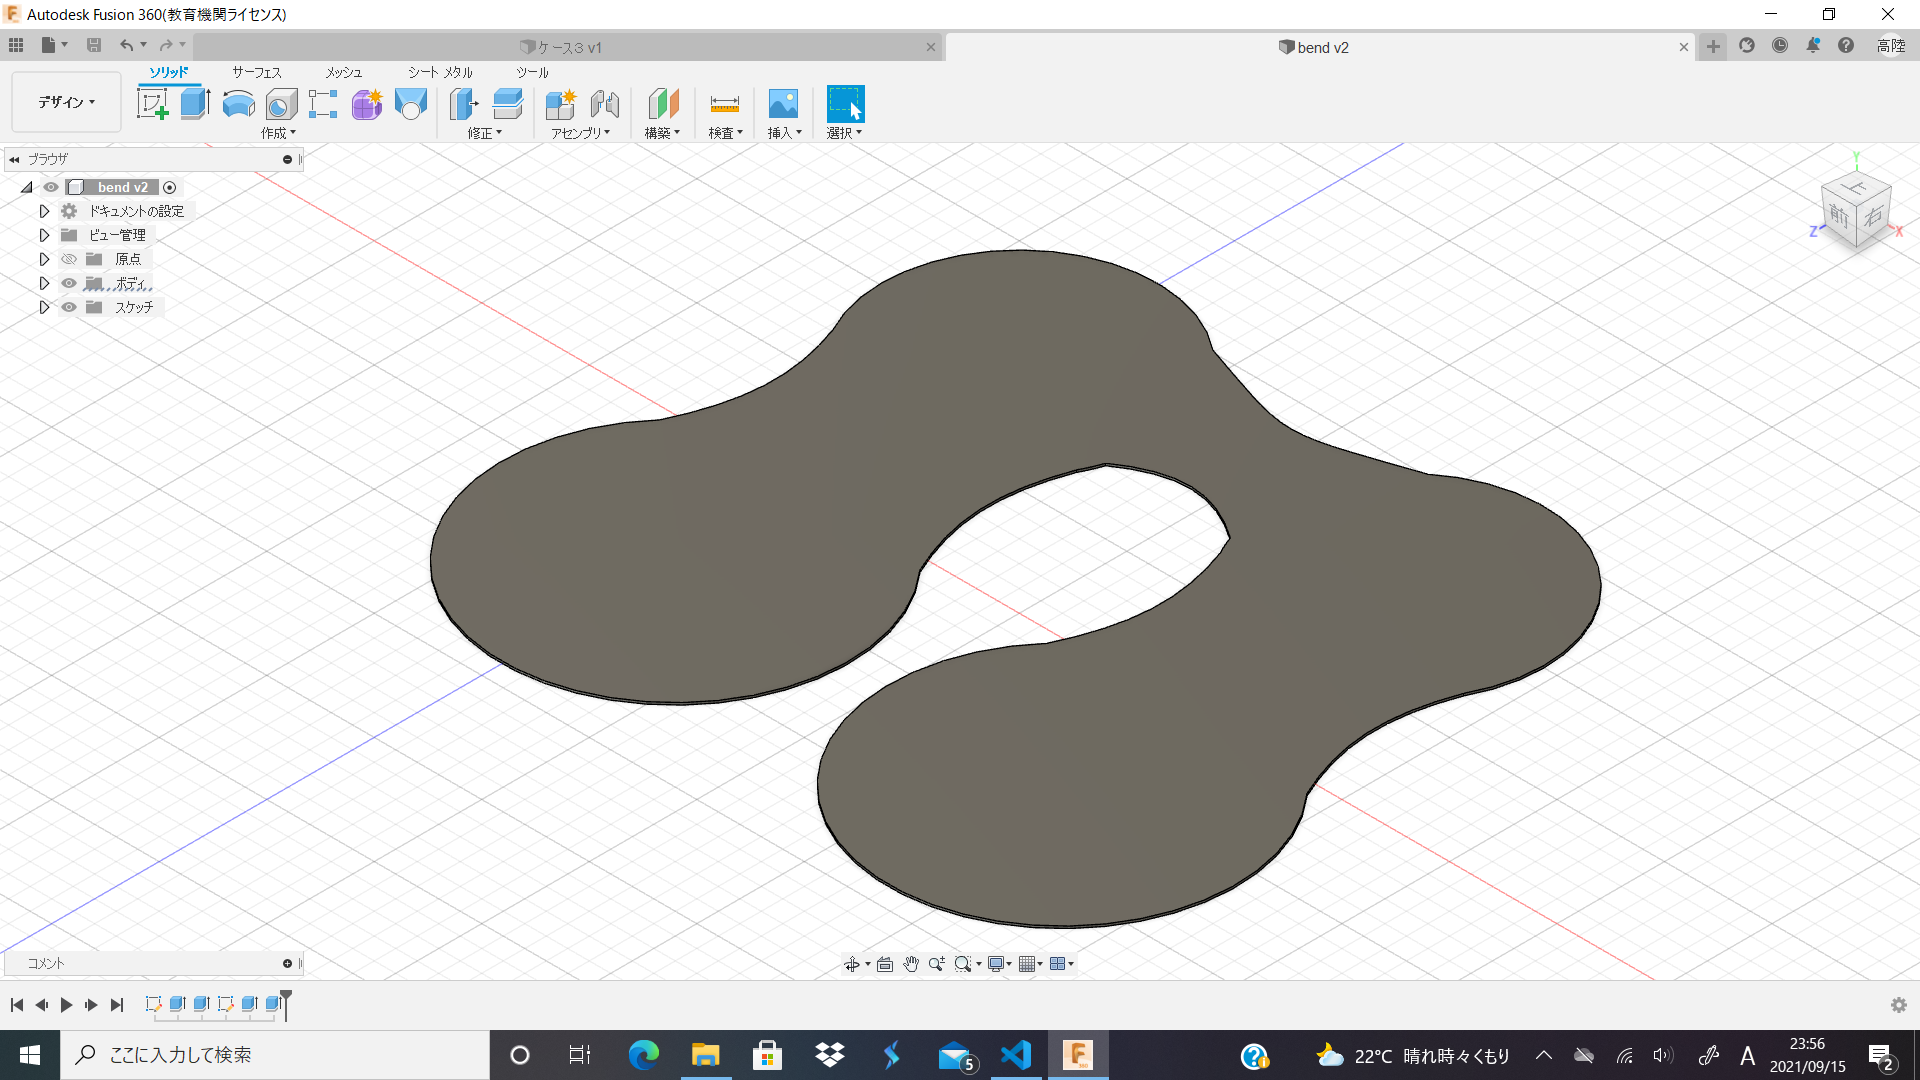 Autodesk Fusion 360(教育機関ライセンス)
ケース3 v1
bend v2
高陸
デザイン
ソリッド サーフェス メッシュ シート メタル ツール
作成 修正 アセンブリ 構築 検査 挿入 選択
ブラウザ
bend v2
ドキュメントの設定
ビュー管理
原点
ボディ
スケッチ
Y
上
前 右
Z X
コメント
ここに入力して検索
5
22℃ 晴れ時々くもり
A
23:56
2021/09/15
2